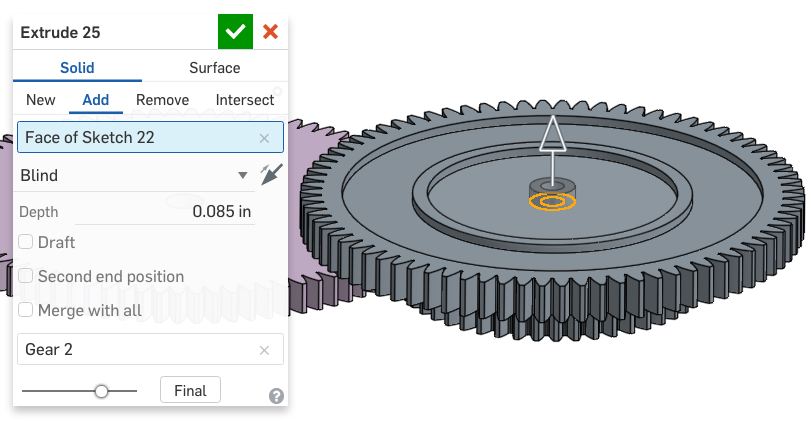 Extrude 25
Solid Surface
New Add Remove Intersect
Face of Sketch 22
Blind
Depth 0.085 in
Draft
Second end position
Merge with all
Gear 2
Final
?